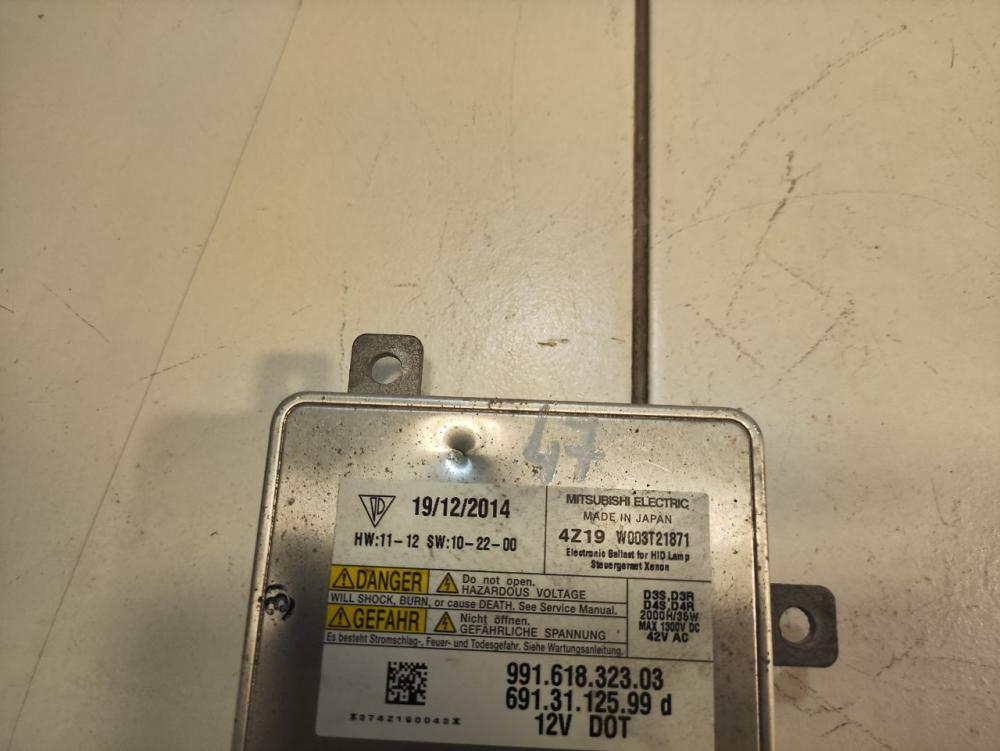 47
19/12/2014
HW:11-12 SW:10-22-00
MITSUBISHI ELECTRIC
MADE IN JAPAN
4Z19 W003T21871
Electronic Ballast for HID Lamp
Steuergeraet Xenon
DANGER
Do not open.
HAZARDOUS VOLTAGE
WILL SHOCK, BURN, or cause DEATH. See Service Manual.
GEFAHR
Nicht öffnen.
GEFÄHRLICHE SPANNUNG
Es besteht Stromschlag-, Feuer- und Todesgefahr. Siehe Wartungsanleitung.
D3S,D3R
D4S,D4R
2000H/35W
MAX 1300V DC
42V AC
991.618.323.03
691.31.125.99 d
12V DOT